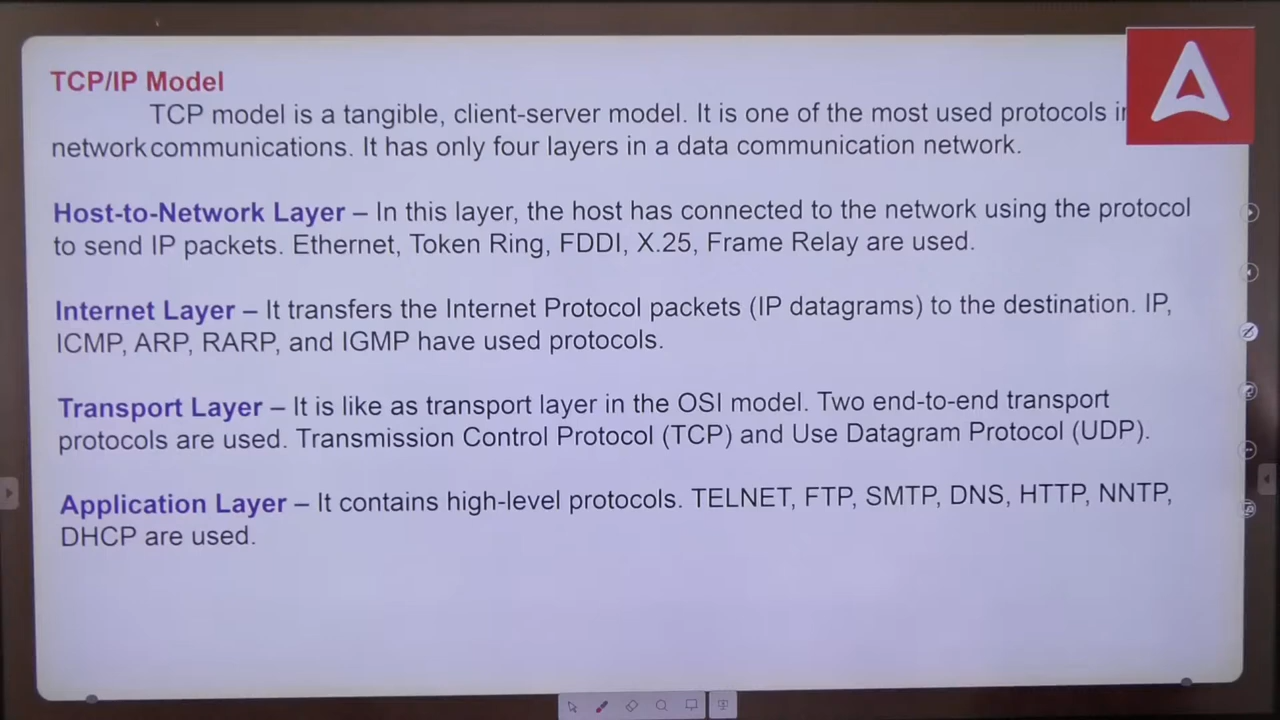 TCP/IP Model
TCP model is a tangible, client-server model. It is one of the most used protocols in
network communications. It has only four layers in a data communication network.
Host-to-Network Layer – In this layer, the host has connected to the network using the protocol
to send IP packets. Ethernet, Token Ring, FDDI, X.25, Frame Relay are used.
Internet Layer – It transfers the Internet Protocol packets (IP datagrams) to the destination. IP,
ICMP, ARP, RARP, and IGMP have used protocols.
Transport Layer – It is like as transport layer in the OSI model. Two end-to-end transport
protocols are used. Transmission Control Protocol (TCP) and Use Datagram Protocol (UDP).
Application Layer – It contains high-level protocols. TELNET, FTP, SMTP, DNS, HTTP, NNTP,
DHCP are used.